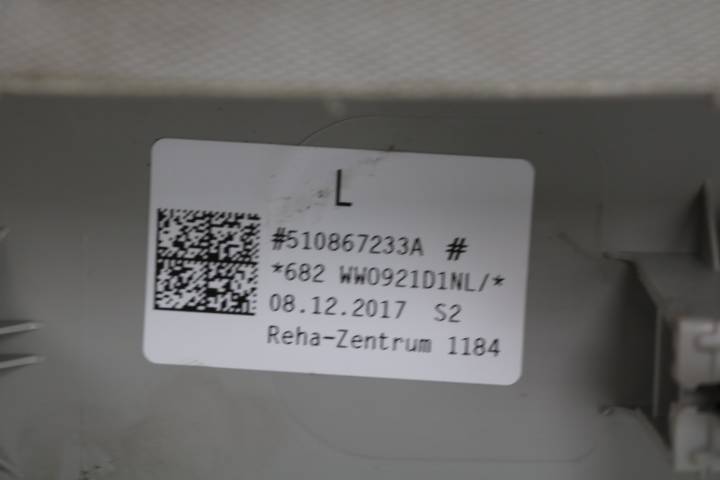 L
#510867233A #
*682 WW0921D1NL/*
08.12.2017 S2
Reha-Zentrum 1184